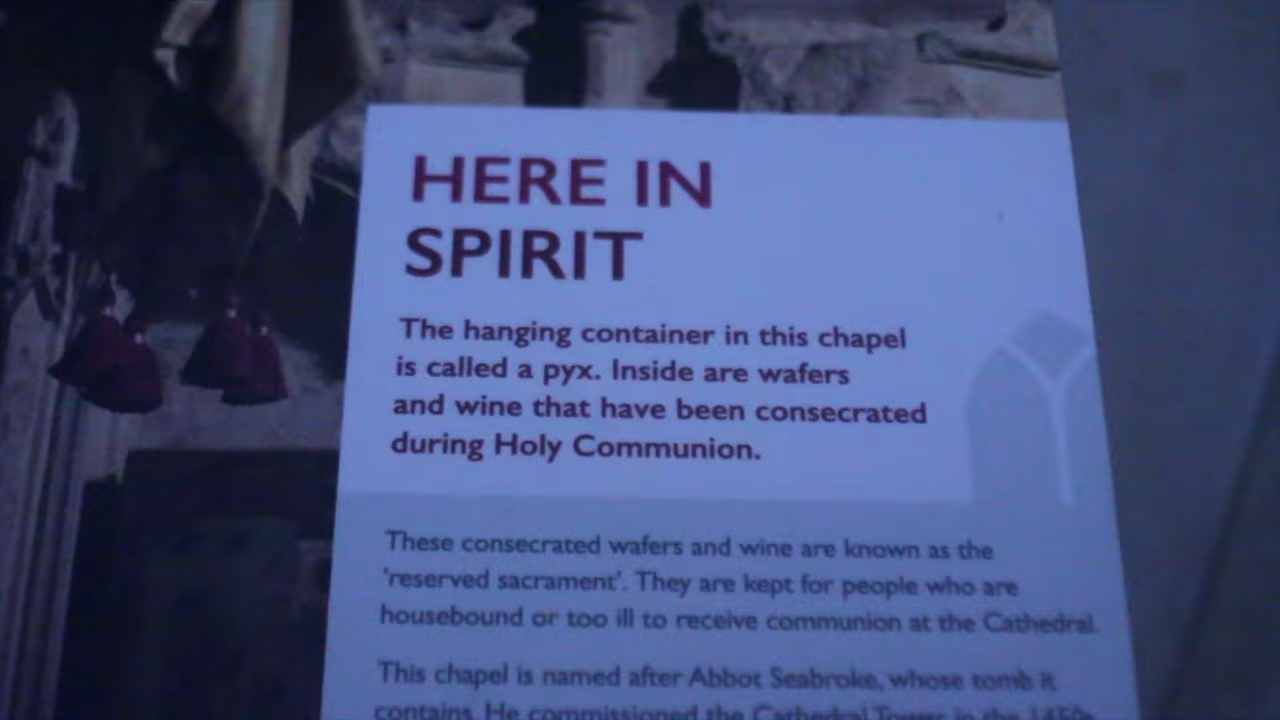 HERE IN
SPIRIT
The hanging container in this chapel
is called a pyx. Inside are wafers
and wine that have been consecrated
during Holy Communion.
These consecrated wafers and wine are known as the
'reserved sacrament'. They are kept for people who are
housebound or too ill to receive communion at the Cathedral.
This chapel is named after Abbot Seabroke, whose tomb it
contains. He commissioned the Cathedral Tower in the 1450s